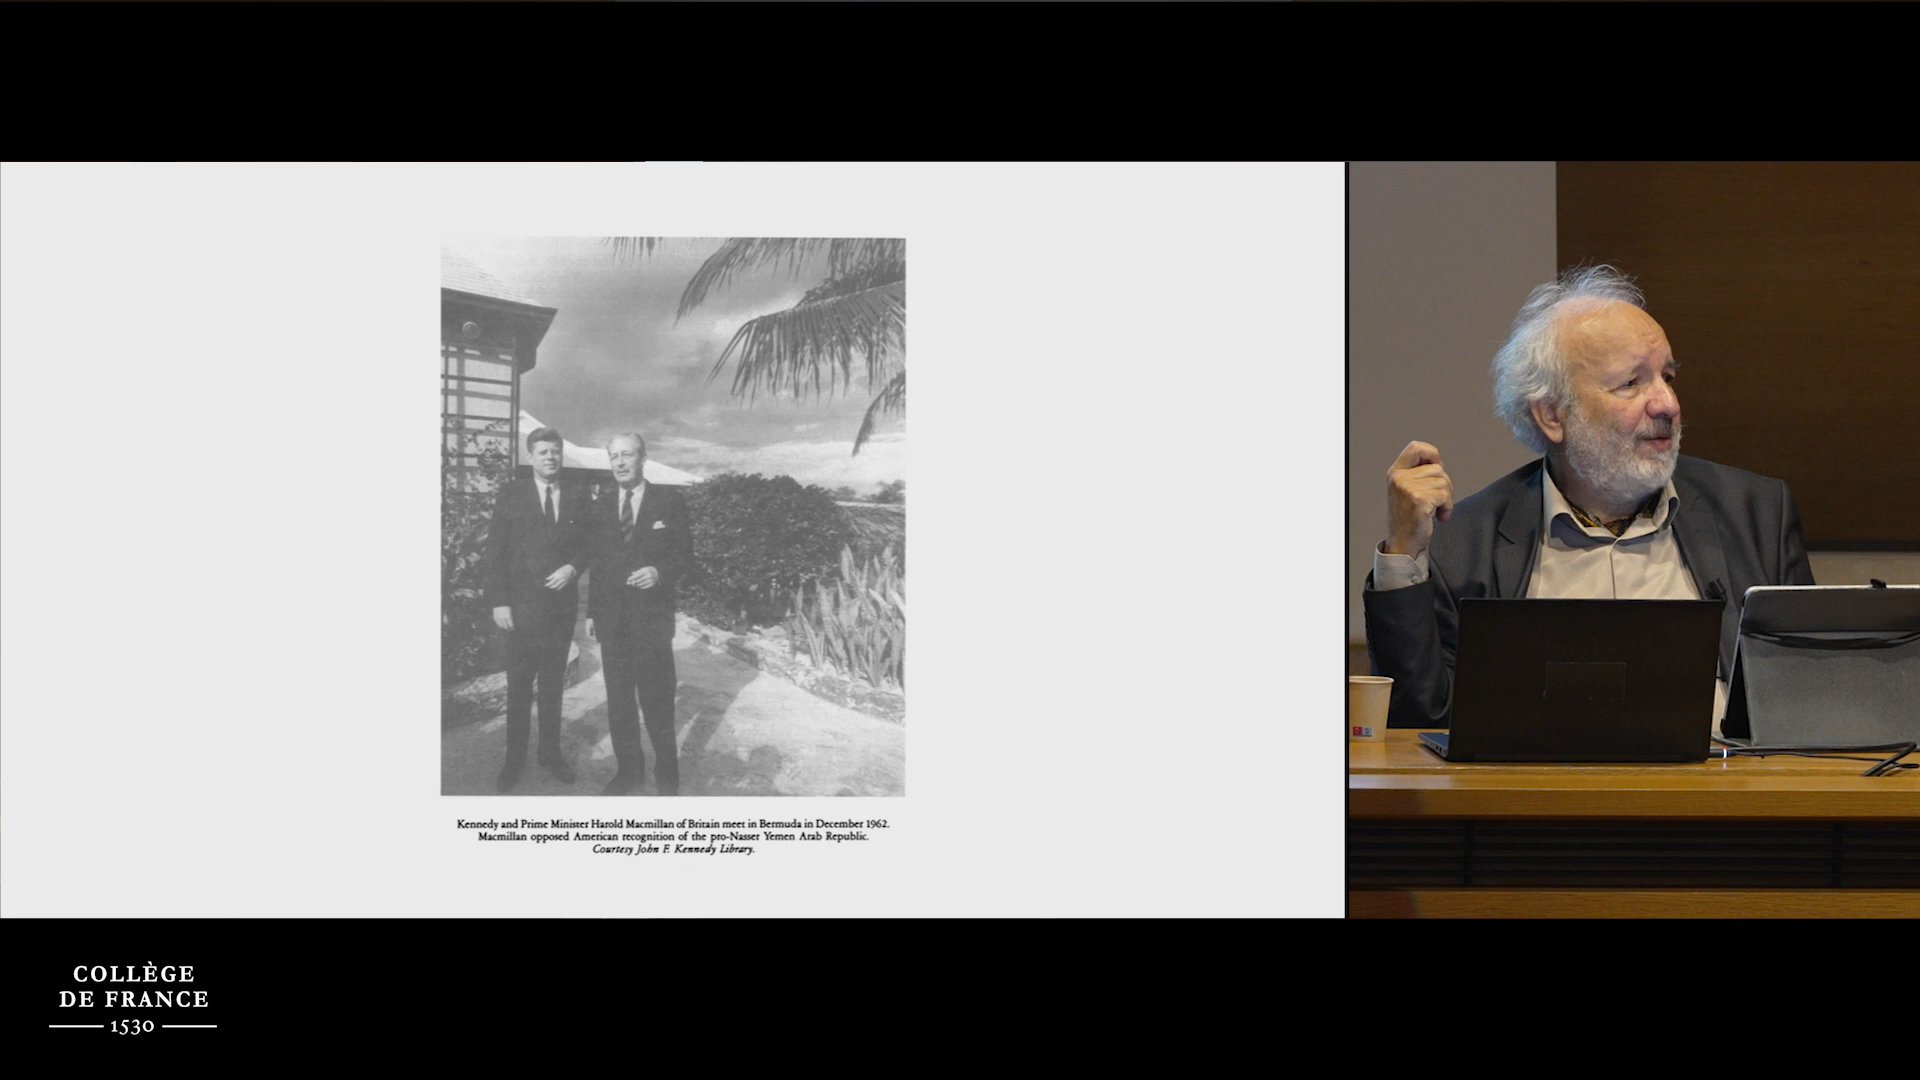 Kennedy and Prime Minister Harold Macmillan of Britain meet in Bermuda in December 1962.
Macmillan opposed American recognition of the pro-Nasser Yemen Arab Republic.
Courtesy John F. Kennedy Library.
COLLÈGE
DE FRANCE
1530